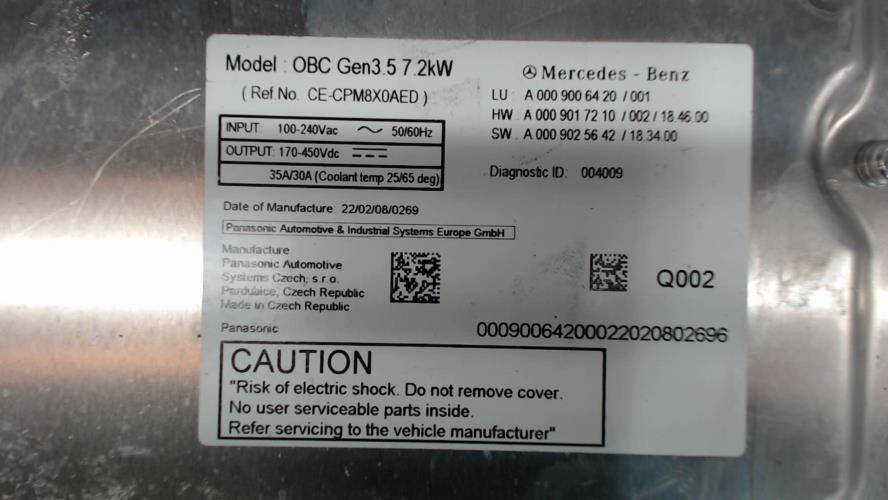 Model : OBC Gen3.5 7.2kW
( Ref.No. CE-CPM8X0AED )
Mercedes - Benz
LU : A 000 900 64 20 / 001
HW : A 000 901 72 10 / 002 / 18.46.00
SW : A 000 902 56 42 / 18.34.00
INPUT: 100-240Vac 50/60Hz
OUTPUT: 170-450Vdc
35A/30A (Coolant temp 25/65 deg)
Diagnostic ID: 004009
Date of Manufacture: 22/02/08/0269
Panasonic Automotive & Industrial Systems Europe GmbH
Manufacture
Panasonic Automotive
Systems Czech, s.r.o.
Pardubice, Czech Republic
Made in Czech Republic
Q002
Panasonic
00090064200022020802696
CAUTION
"Risk of electric shock. Do not remove cover.
No user serviceable parts inside.
Refer servicing to the vehicle manufacturer"